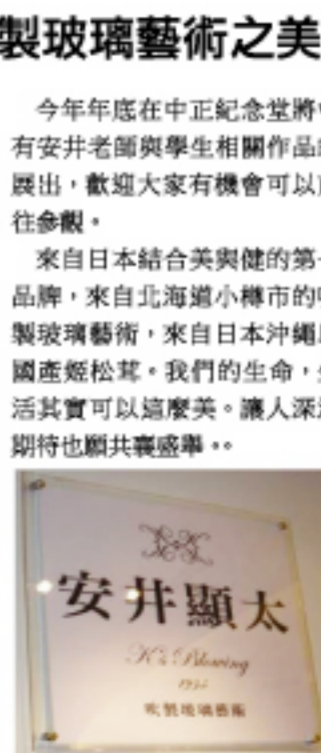 製玻璃藝術之美
今年年底在中正紀念堂將
有安井老師與學生相關作品
展出，歡迎大家有機會可以
往參觀。
來自日本結合美與健的第
品牌，來自北海道小樽市的
製玻璃藝術，來自日本沖繩
國產姬松茸。我們的生命，
活其實可以這麼美。讓人深
期待也願共襄盛舉。。
安井顯太
K's Blowing
吹製玻璃藝術